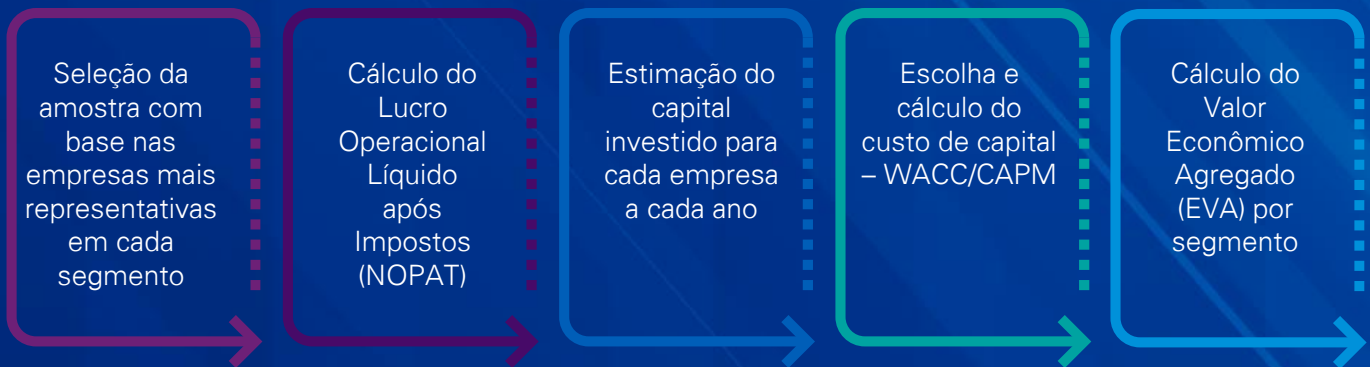 Seleção da
amostra com
base nas
empresas mais
representativas
em cada
segmento
Cálculo do
Lucro
Operacional
Líquido
após
Impostos
(NOPAT)
Estimação do
capital
investido para
cada empresa
a cada ano
Escolha e
cálculo do
custo de capital
– WACC/CAPM
Cálculo do
Valor
Econômico
Agregado
(EVA) por
segmento